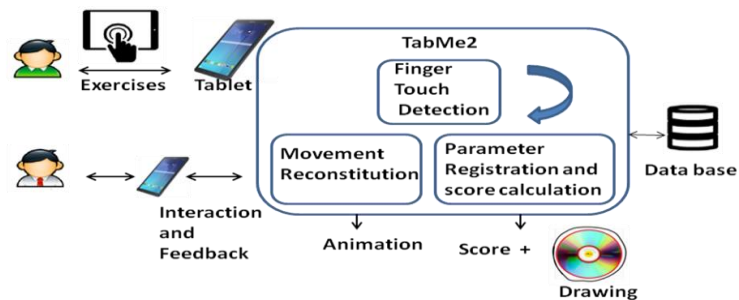 TabMe2
Finger
Touch
Detection
Exercises
Tablet
Movement
Reconstitution
Parameter
Registration and
score calculation
Data base
Interaction
and
Feedback
Animation
Score +
Drawing